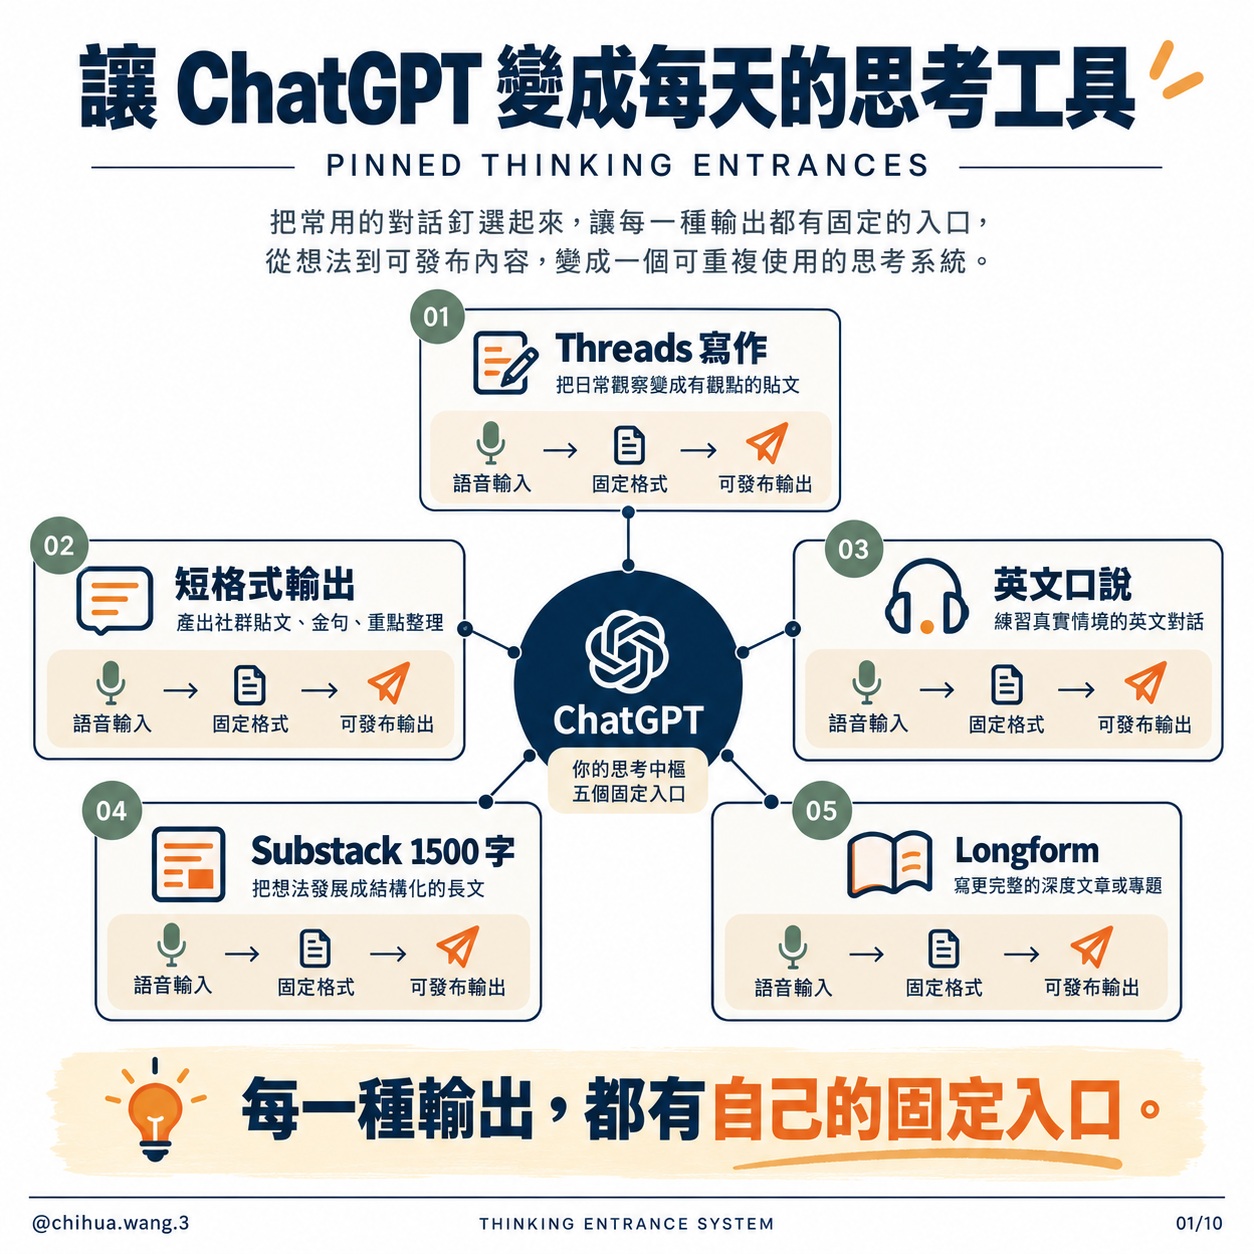 讓 ChatGPT 變成每天的思考工具
PINNED THINKING ENTRANCES
把常用的對話釘選起來，讓每一種輸出都有固定的入口，
從想法到可發布內容，變成一個可重複使用的思考系統。
01
Threads 寫作
把日常觀察變成有觀點的貼文
語音輸入 → 固定格式 → 可發布輸出
02
短格式輸出
產出社群貼文、金句、重點整理
語音輸入 → 固定格式 → 可發布輸出
03
英文口說
練習真實情境的英文對話
語音輸入 → 固定格式 → 可發布輸出
ChatGPT
你的思考中樞
五個固定入口
04
Substack 1500 字
把想法發展成結構化的長文
語音輸入 → 固定格式 → 可發布輸出
05
Longform
寫更完整的深度文章或專題
語音輸入 → 固定格式 → 可發布輸出
每一種輸出，都有自己的固定入口。
@chihua.wang.3
THINKING ENTRANCE SYSTEM
01/10